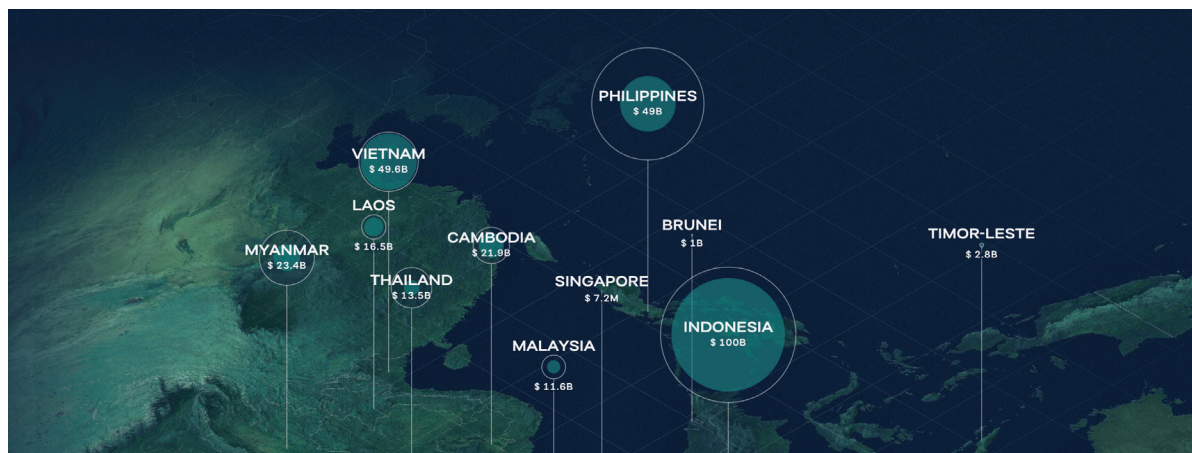 PHILIPPINES
$ 49B
VIETNAM
$ 49.6B
LAOS
$ 16.5B
MYANMAR
$ 23.4B
CAMBODIA
$ 21.9B
THAILAND
$ 13.5B
BRUNEI
$ 1B
TIMOR-LESTE
$ 2.8B
SINGAPORE
$ 7.2M
INDONESIA
$ 100B
MALAYSIA
$ 11.6B